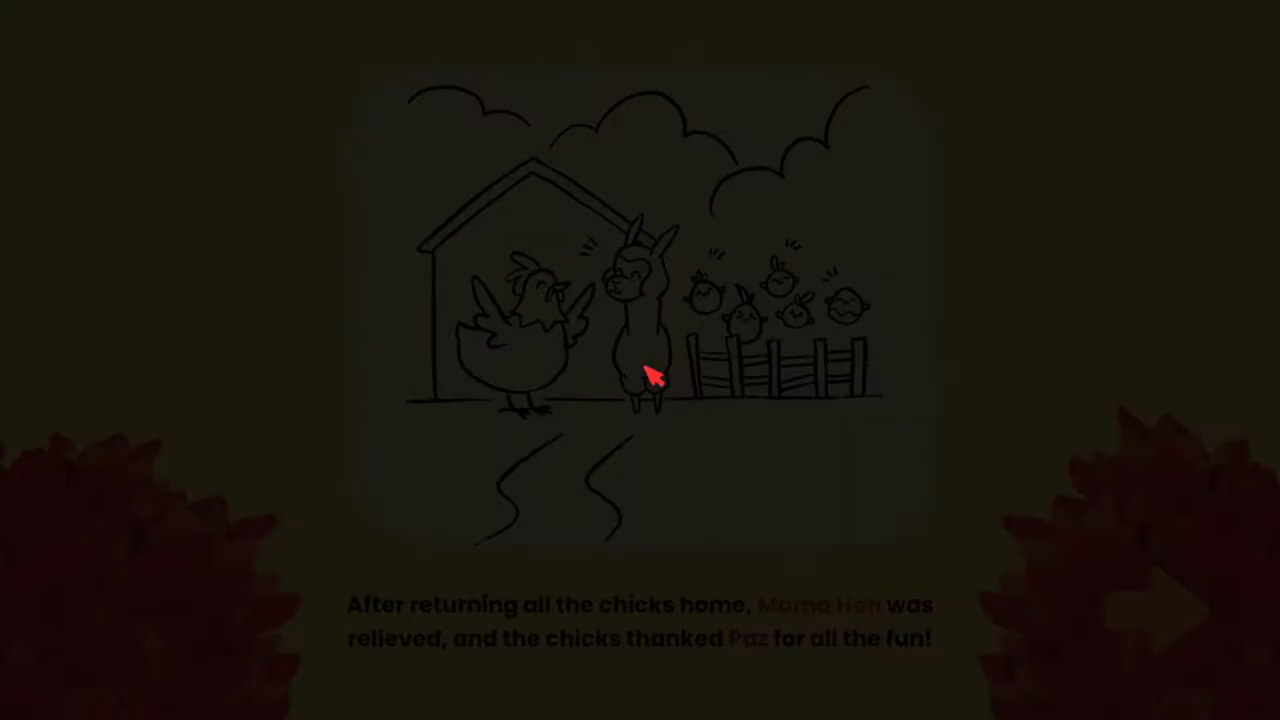 After returning all the chicks home, Mama Hen was
relieved, and the chicks thanked Paz for all the fun!